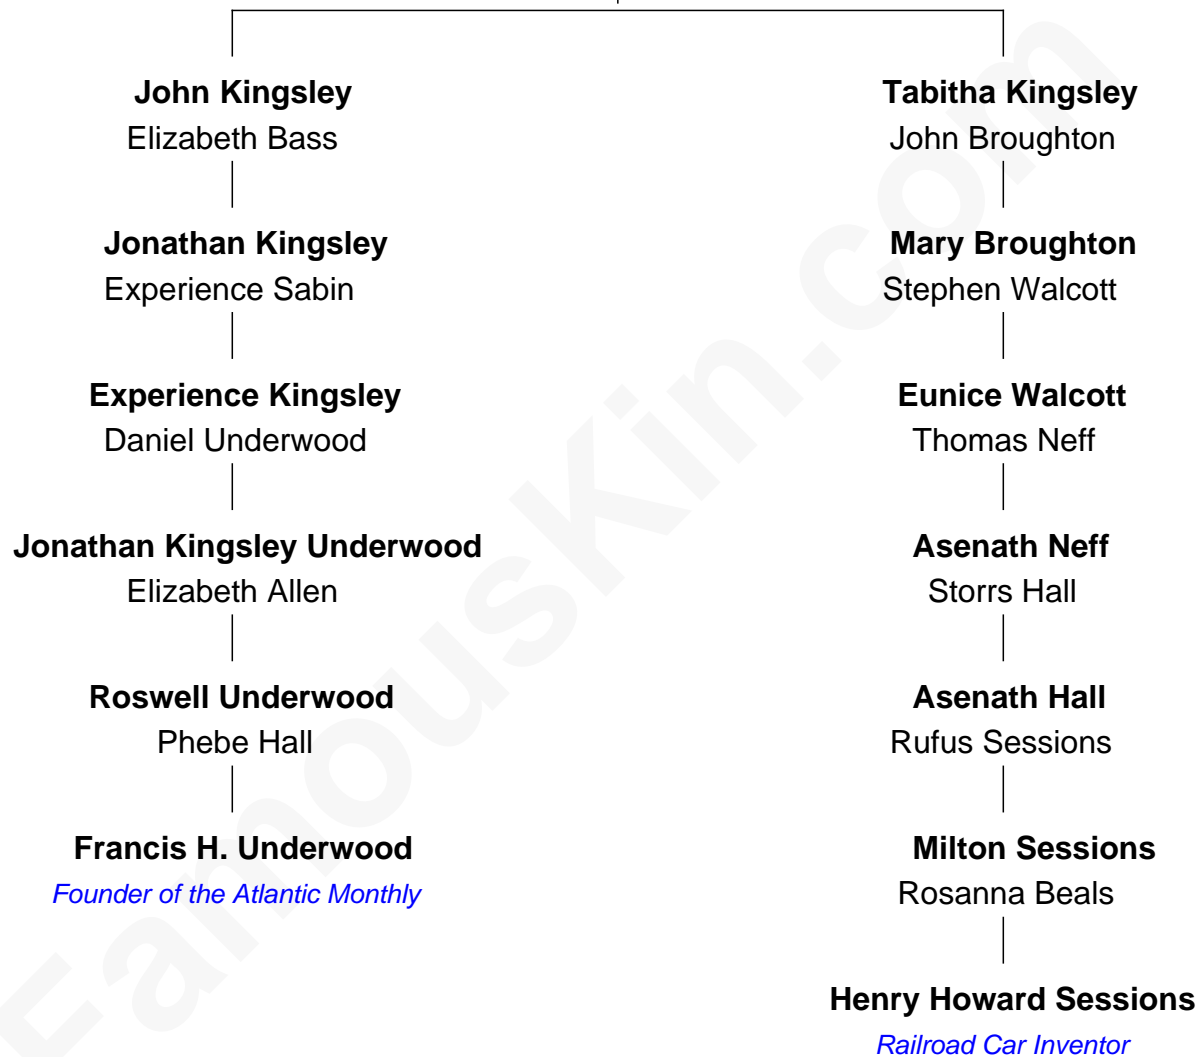 John Kingsley
Elizabeth Bass
Jonathan Kingsley
Experience Sabin
Experience Kingsley
Daniel Underwood
Jonathan Kingsley Underwood
Elizabeth Allen
Roswell Underwood
Phebe Hall
Francis H. Underwood
Founder of the Atlantic Monthly
Tabitha Kingsley
John Broughton
Mary Broughton
Stephen Walcott
Eunice Walcott
Thomas Neff
Asenath Neff
Storrs Hall
Asenath Hall
Rufus Sessions
Milton Sessions
Rosanna Beals
Henry Howard Sessions
Railroad Car Inventor
FamousKin.com